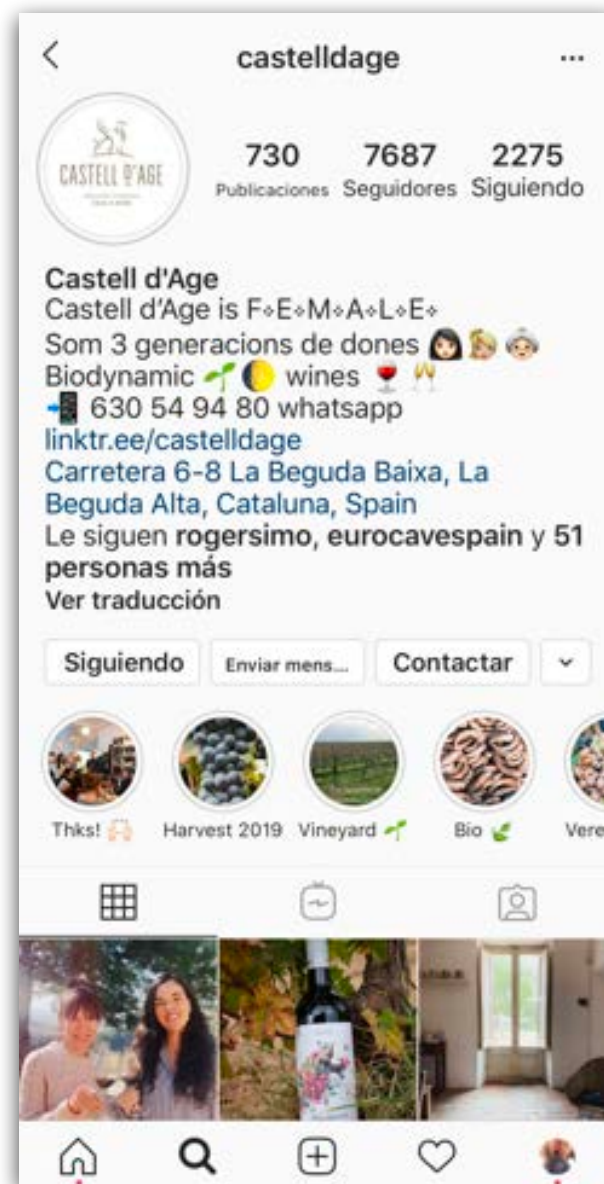 castelldage
CASTELL D'AGE
730 7687 2275
Publicaciones Seguidores Siguiendo
Castell d'Age
Castell d'Age is F⬦E⬦M⬦A⬦L⬦E⬦
Som 3 generacions de dones 👩🏻👧🏼👵🏻
Biodynamic 🌱🌓 wines 🍷🥂
📲 630 54 94 80 whatsapp
linktr.ee/castelldage
Carretera 6-8 La Beguda Baixa, La
Beguda Alta, Cataluna, Spain
Le siguen rogersimo, eurocavespain y 51
personas más
Ver traducción
Siguiendo Enviar mens... Contactar
Thks! 🙌🏻 Harvest 2019 Vineyard 🌱 Bio 🌿 Vere